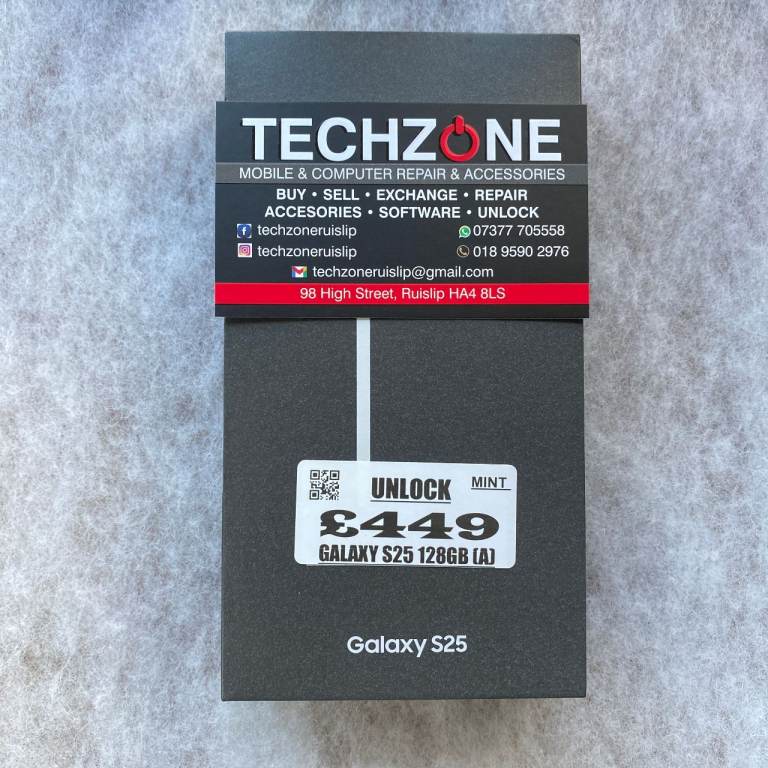 TECHZONE
MOBILE & COMPUTER REPAIR & ACCESSORIES
BUY • SELL • EXCHANGE • REPAIR
ACCESORIES • SOFTWARE • UNLOCK
techzoneruislip 07377 705558
techzoneruislip 018 9590 2976
techzoneruislip@gmail.com
98 High Street, Ruislip HA4 8LS
UNLOCK MINT
£449
GALAXY S25 128GB (A)
Galaxy S25